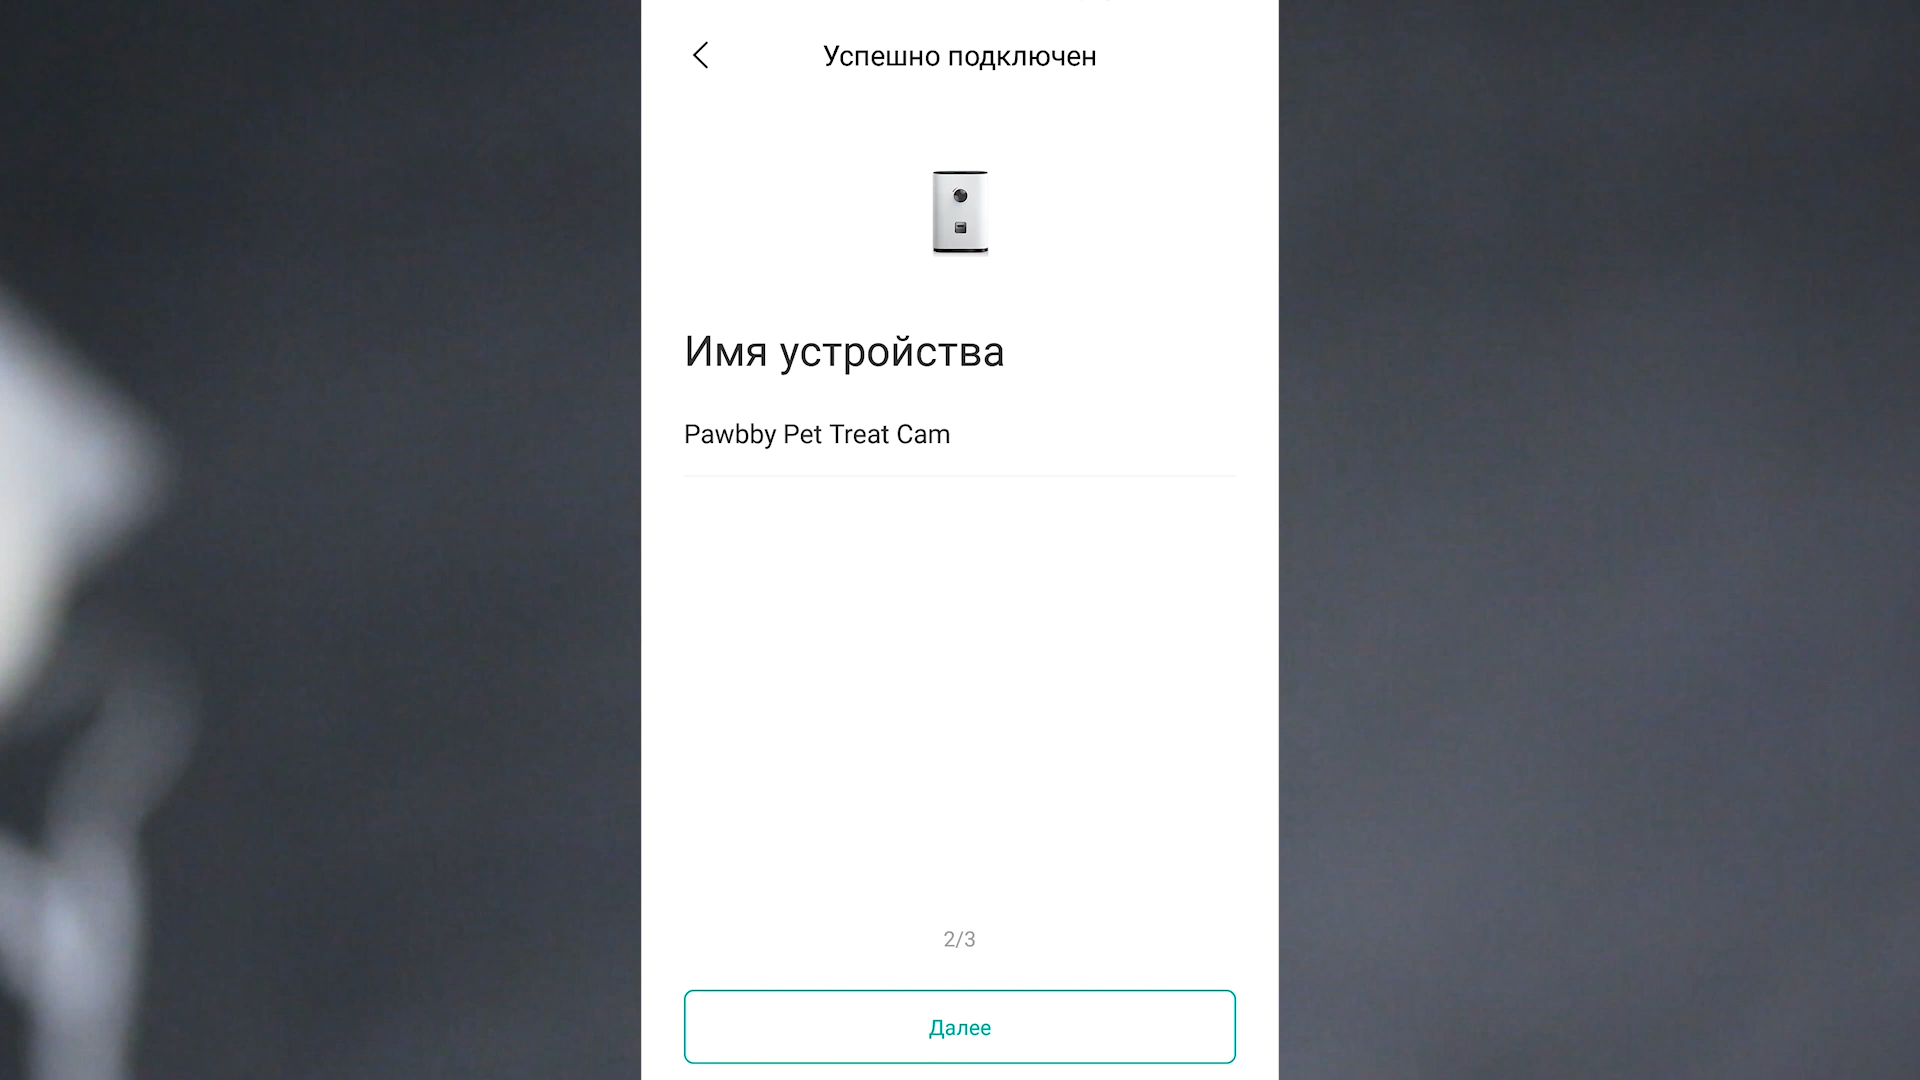 Успешно подключен
Имя устройства
Pawbby Pet Treat Cam
2/3
Далее